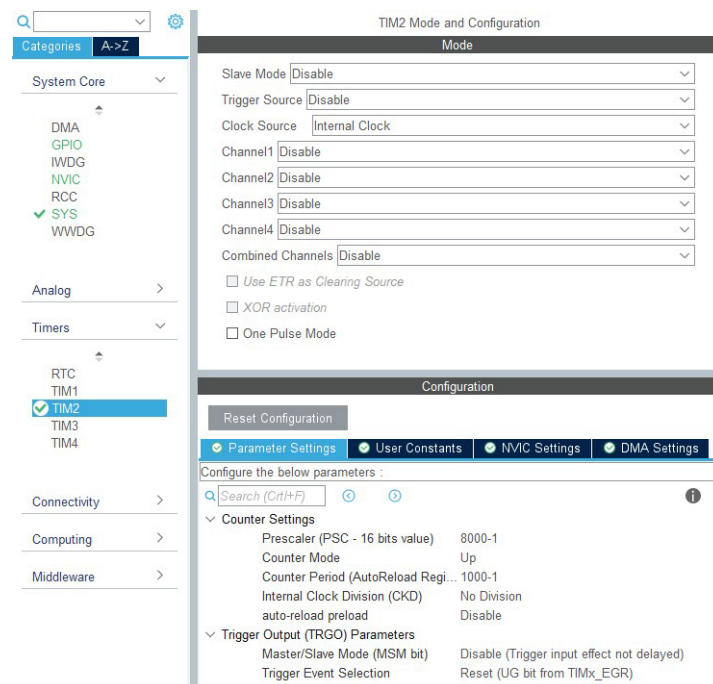 Categories A->Z
System Core
DMA
GPIO
IWDG
NVIC
RCC
SYS
WWDG
Analog
Timers
RTC
TIM1
TIM2
TIM3
TIM4
Connectivity
Computing
Middleware
TIM2 Mode and Configuration
Mode
Slave Mode Disable
Trigger Source Disable
Clock Source Internal Clock
Channel1 Disable
Channel2 Disable
Channel3 Disable
Channel4 Disable
Combined Channels Disable
Use ETR as Clearing Source
XOR activation
One Pulse Mode
Configuration
Reset Configuration
Parameter Settings User Constants NVIC Settings DMA Settings
Configure the below parameters :
Search (Crtl+F)
Counter Settings
Prescaler (PSC - 16 bits value) 8000-1
Counter Mode Up
Counter Period (AutoReload Regi... 1000-1
Internal Clock Division (CKD) No Division
auto-reload preload Disable
Trigger Output (TRGO) Parameters
Master/Slave Mode (MSM bit) Disable (Trigger input effect not delayed)
Trigger Event Selection Reset (UG bit from TIMx_EGR)